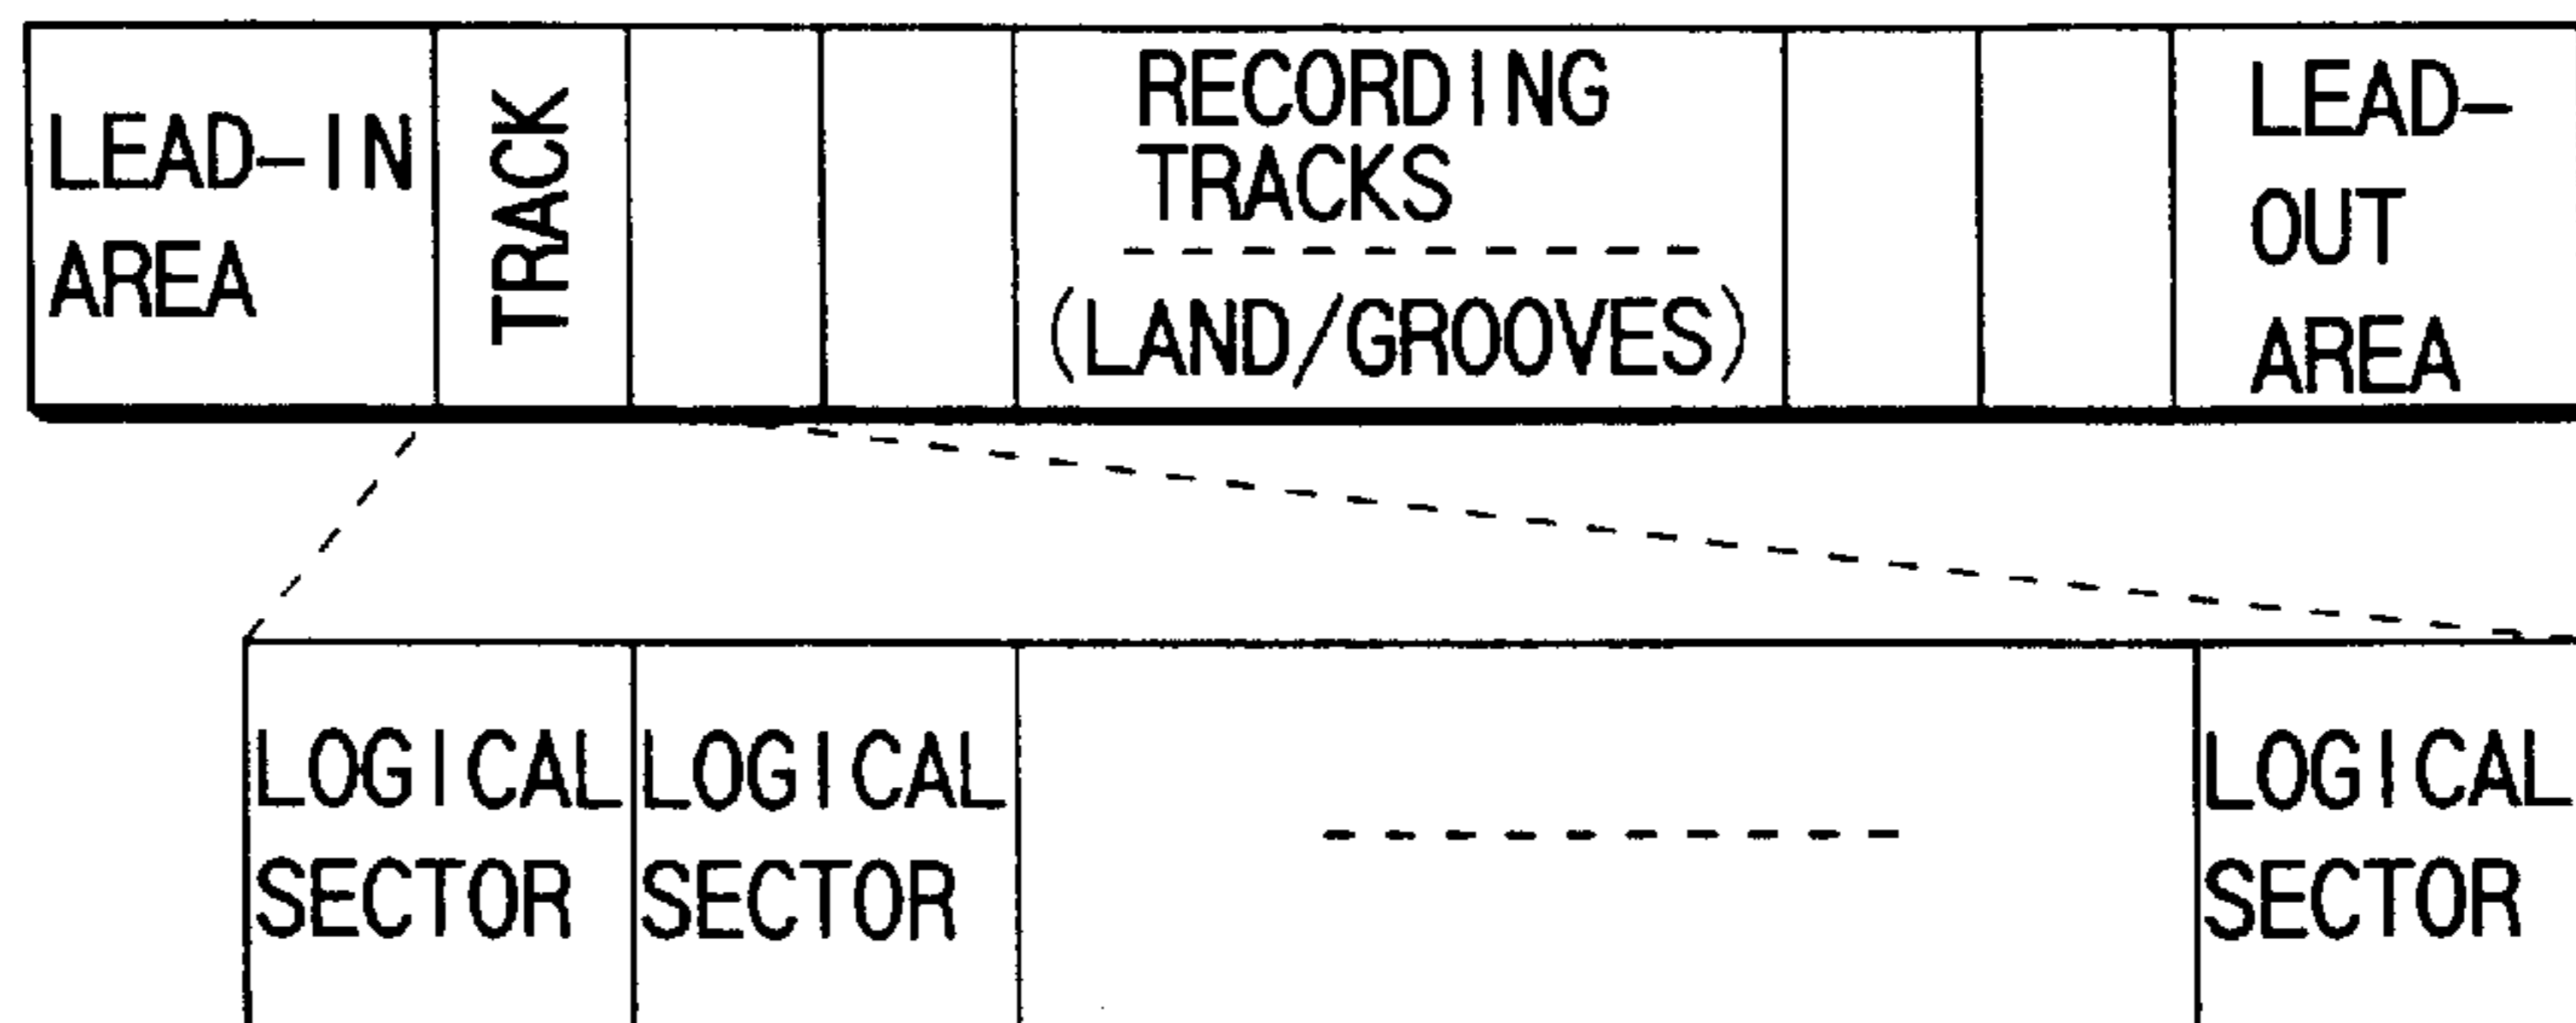 LEAD-IN
AREA
TRACK
RECORDING
TRACKS
(LAND/GROOVES)
LEAD-
OUT
AREA
LOGICAL
SECTOR
LOGICAL
SECTOR
LOGICAL
SECTOR